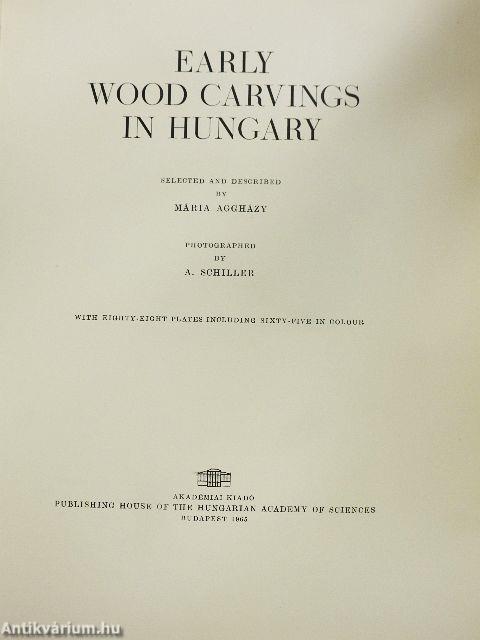 EARLY
WOOD CARVINGS
IN HUNGARY
SELECTED AND DESCRIBED
BY
MÁRIA AGGHÁZY
PHOTOGRAPHED
BY
A. SCHILLER
WITH EIGHTY-EIGHT PLATES INCLUDING SIXTY-FIVE IN COLOUR
AKADÉMIAI KIADÓ
PUBLISHING HOUSE OF THE HUNGARIAN ACADEMY OF SCIENCES
BUDAPEST 1965
Antikvárium.hu